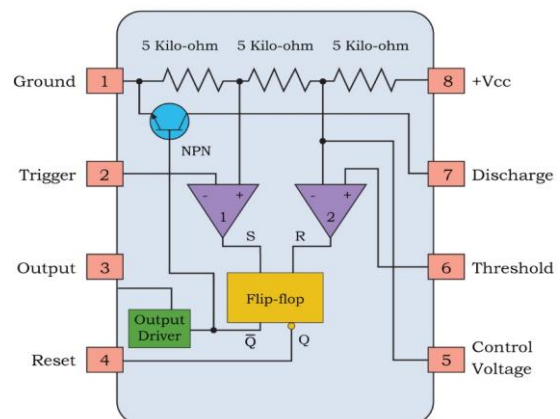 5 Kilo-ohm 5 Kilo-ohm 5 Kilo-ohm
Ground 1 8 +Vcc
NPN
Trigger 2 7 Discharge
- + - +
1 2
S R
Output 3 6 Threshold
Flip-flop
Output
Driver
Q̅ Q
Reset 4 5 Control
Voltage